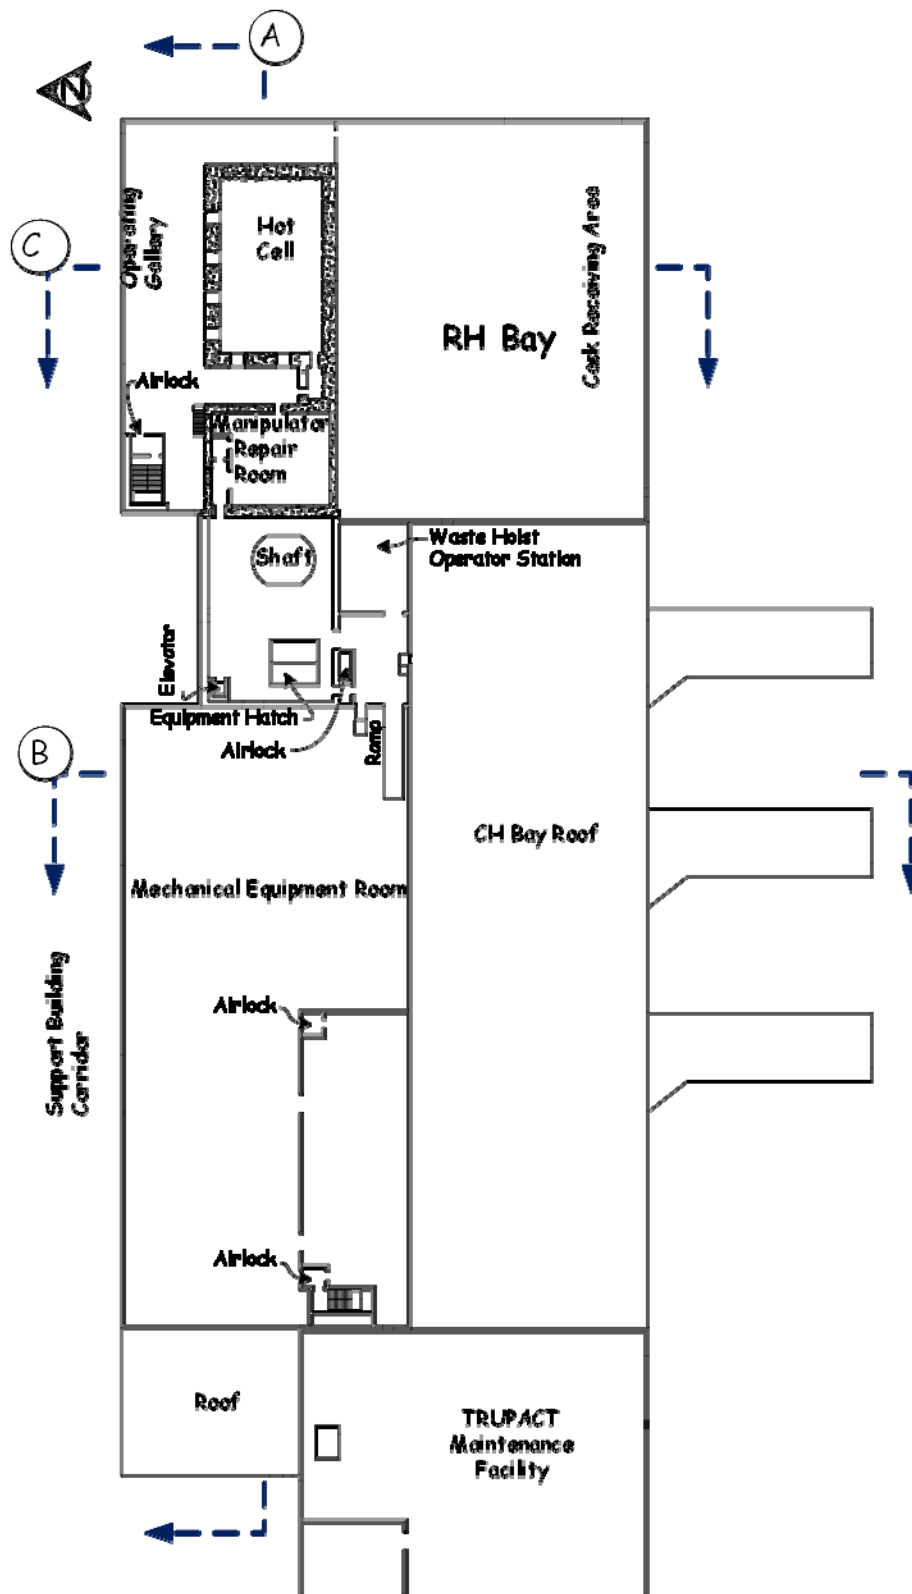 A
N
C
Operating
Gallery
Hot
Cell
Cask Receiving Area
RH Bay
Airlock
Manipulator
Repair
Room
Shaft
Waste Hoist
Operator Station
Elevator
Equipment Hatch
Airlock
Ramp
B
CH Bay Roof
Mechanical Equipment Room
Support Building
Corridor
Airlock
Airlock
Roof
TRUPACT
Maintenance
Facility